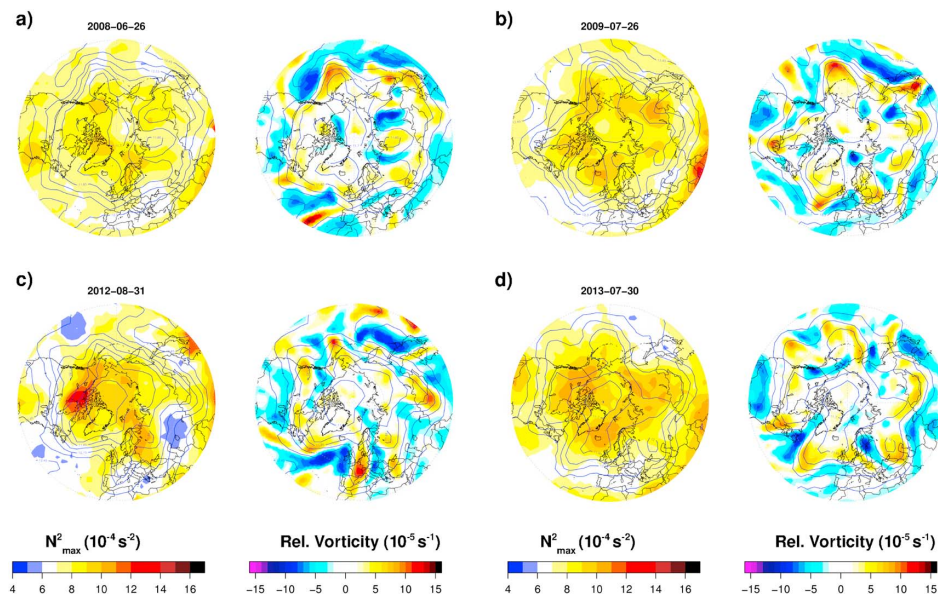 a)
2008-06-26
b)
2009-07-26
c)
2012-08-31
d)
2013-07-30
N²max (10⁻⁴ s⁻²)
4 6 8 10 12 14 16
Rel. Vorticity (10⁻⁵ s⁻¹)
−15 −10 −5 0 5 10 15
N²max (10⁻⁴ s⁻²)
4 6 8 10 12 14 16
Rel. Vorticity (10⁻⁵ s⁻¹)
−15 −10 −5 0 5 10 15